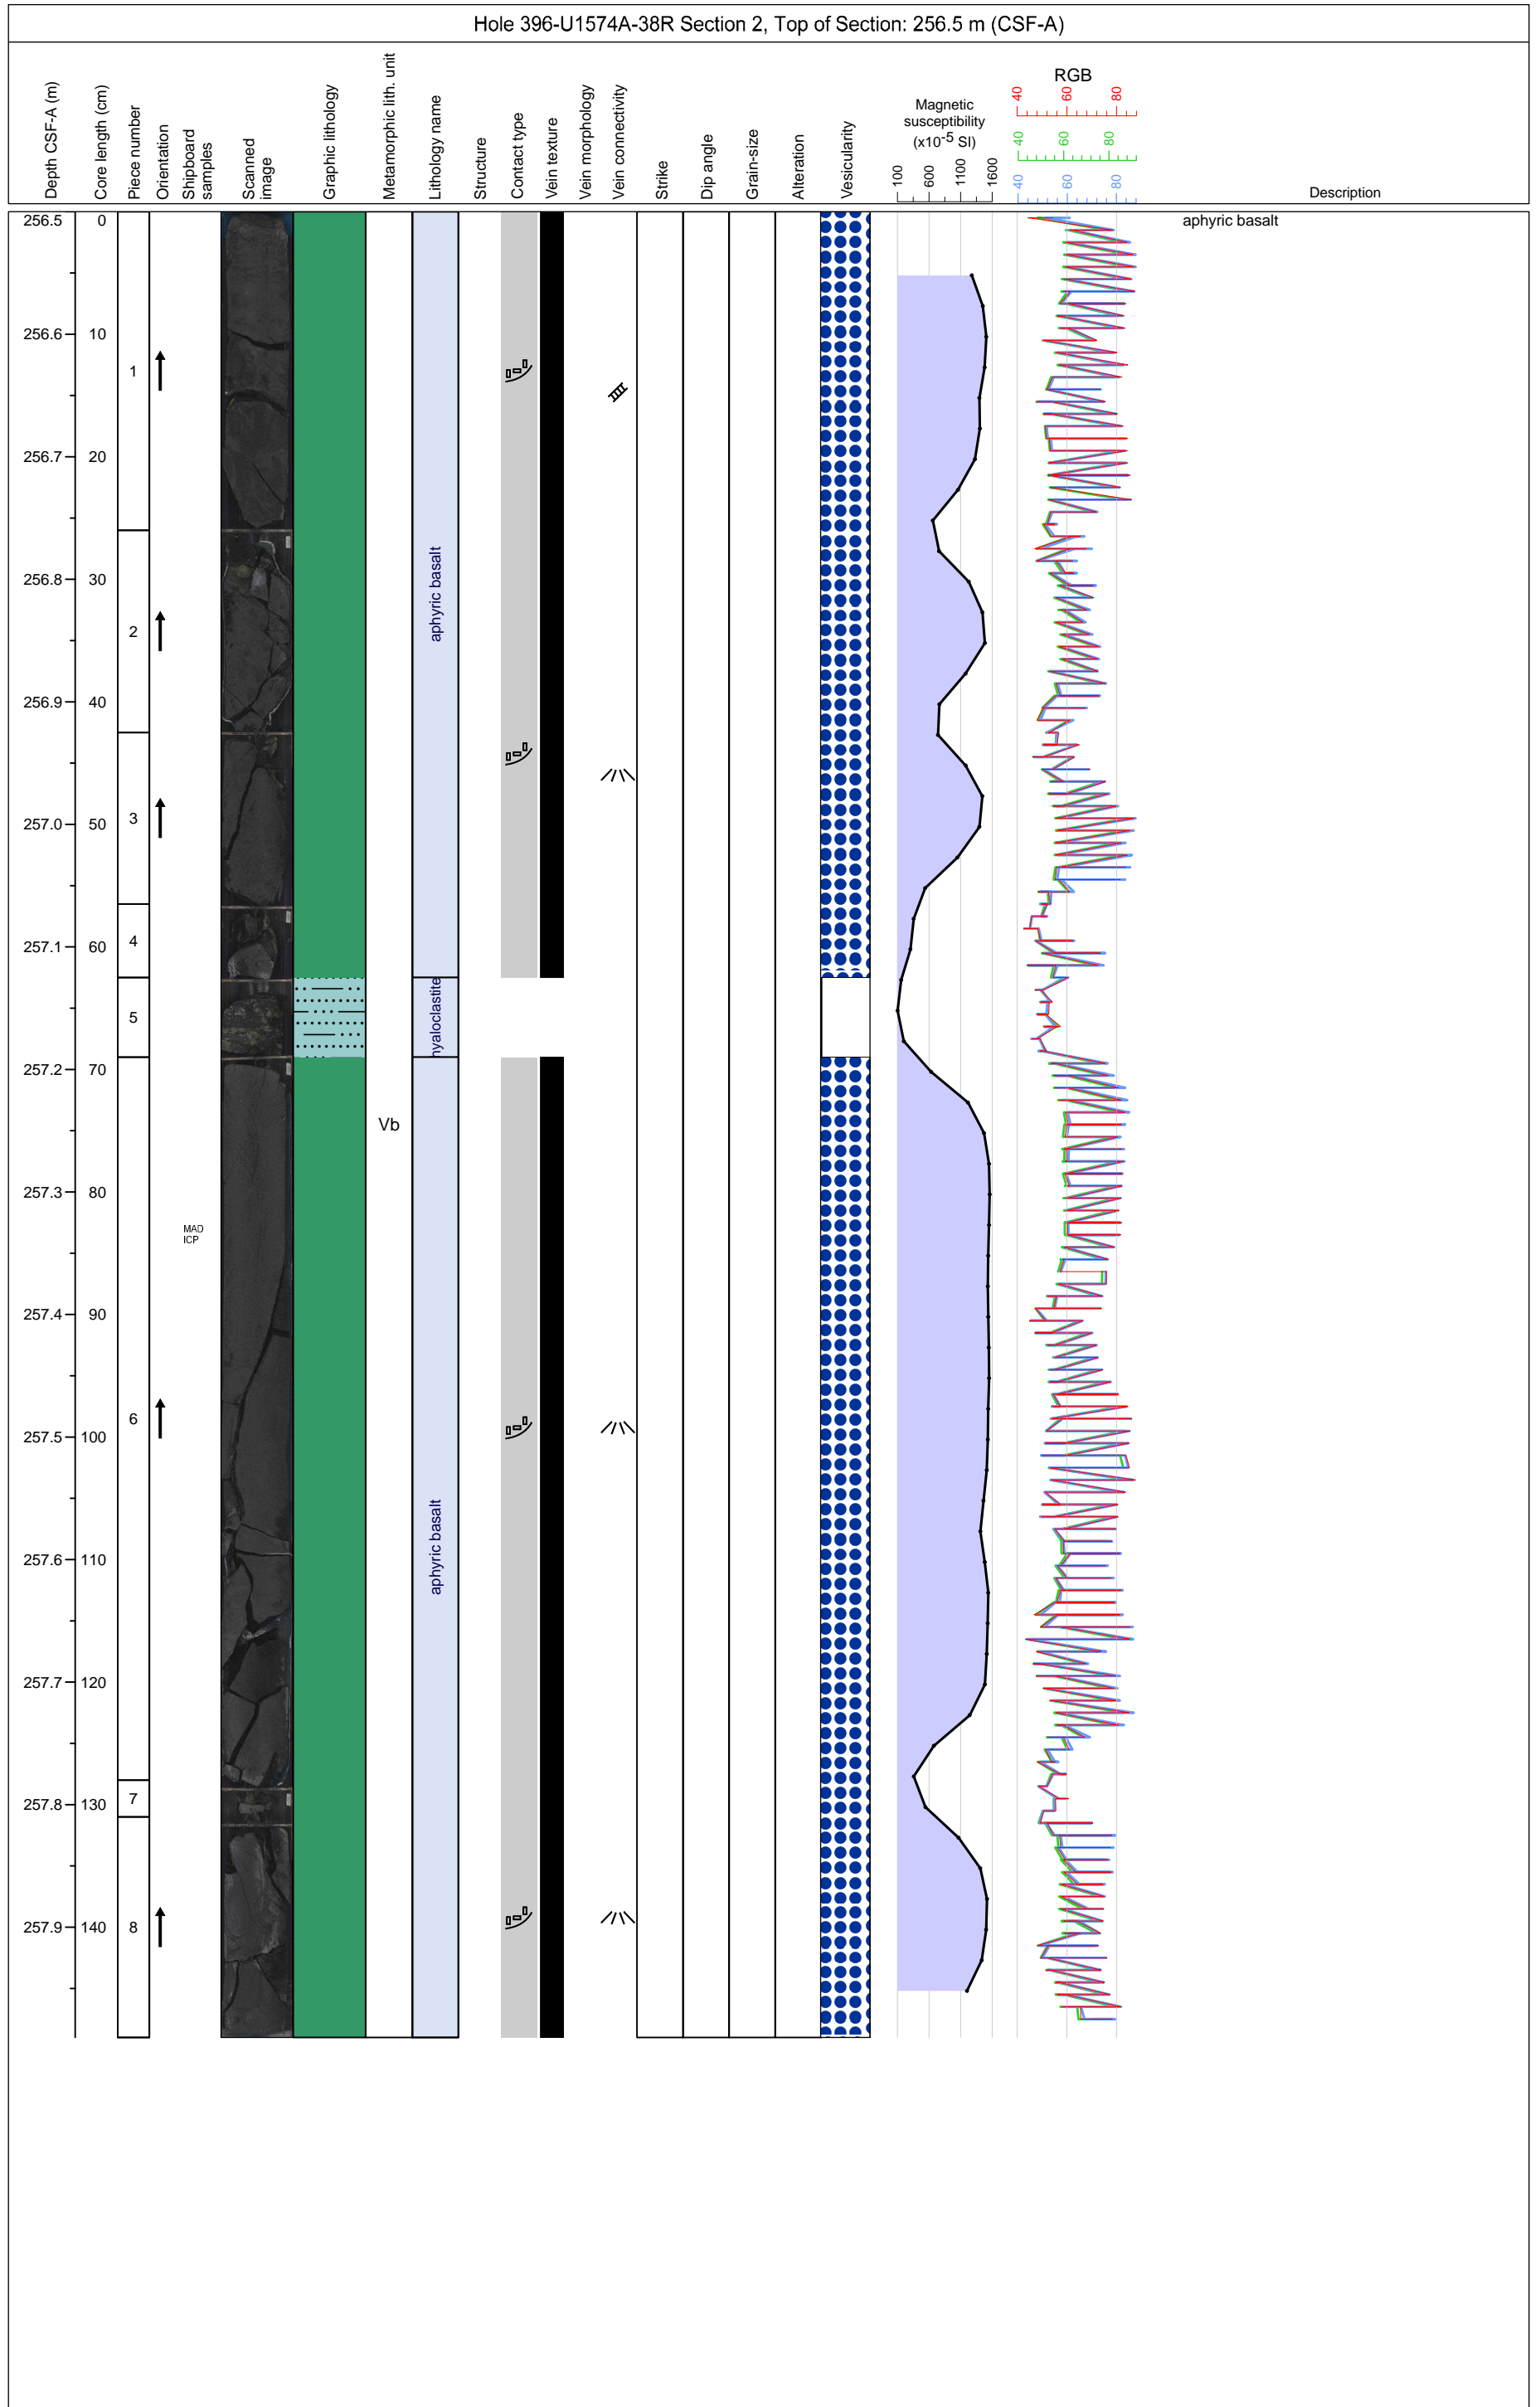 Hole 396-U1574A-38R Section 2, Top of Section: 256.5 m (CSF-A)
Depth CSF-A (m)
Core length (cm)
Piece number
Orientation
Shipboard
samples
Scanned
image
Graphic lithology
Metamorphic lith. unit
Lithology name
Structure
Contact type
Vein texture
Vein morphology
Vein connectivity
Strike
Dip angle
Grain-size
Alteration
Vesicularity
Magnetic
susceptibility
(x10-5 SI)
100 600 1100 1600
RGB
40 60 80
40 60 80
40 60 80
Description
256.5 0
aphyric basalt
256.6 10
1
256.7 20
256.8 30
aphyric basalt
2
256.9 40
257.0 50
3
257.1 60
4
hyaloclastite
5
257.2 70
Vb
257.3 80
MAD
ICP
257.4 90
6
257.5 100
257.6 110
aphyric basalt
257.7 120
7
257.8 130
257.9 140
8